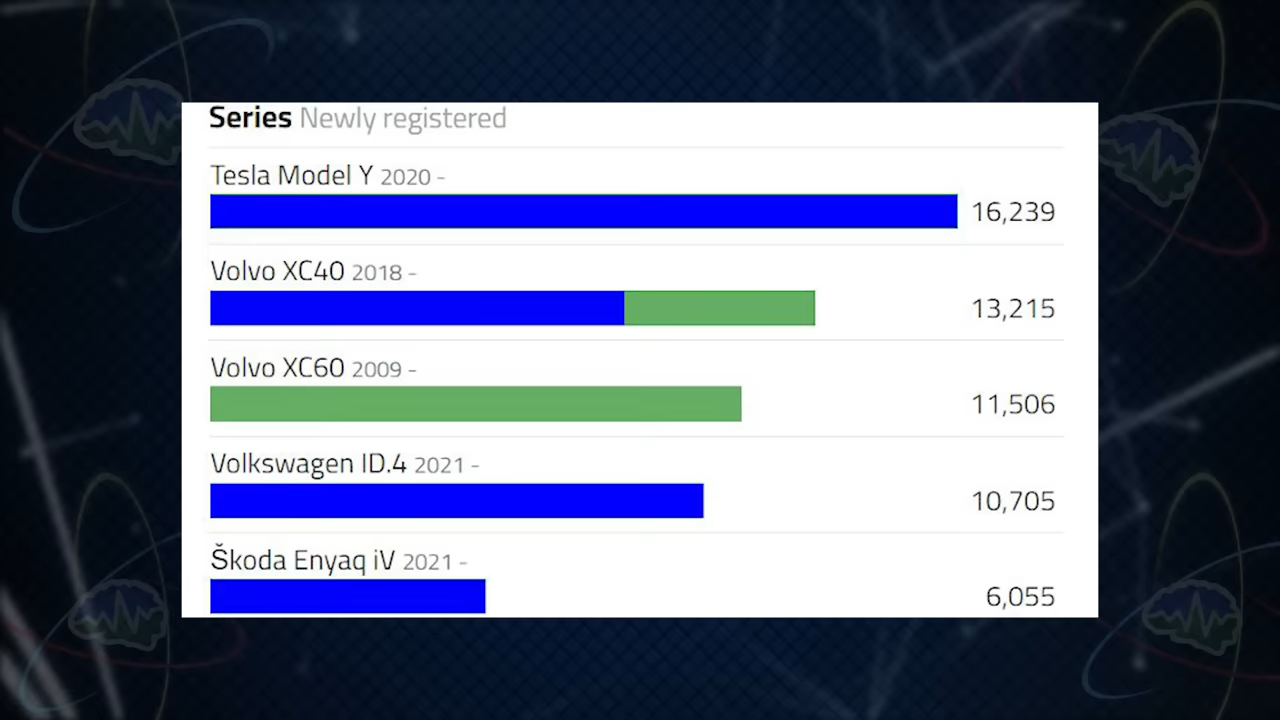 Series Newly registered
Tesla Model Y 2020 -
16,239
Volvo XC40 2018 -
13,215
Volvo XC60 2009 -
11,506
Volkswagen ID.4 2021 -
10,705
Škoda Enyaq iV 2021 -
6,055